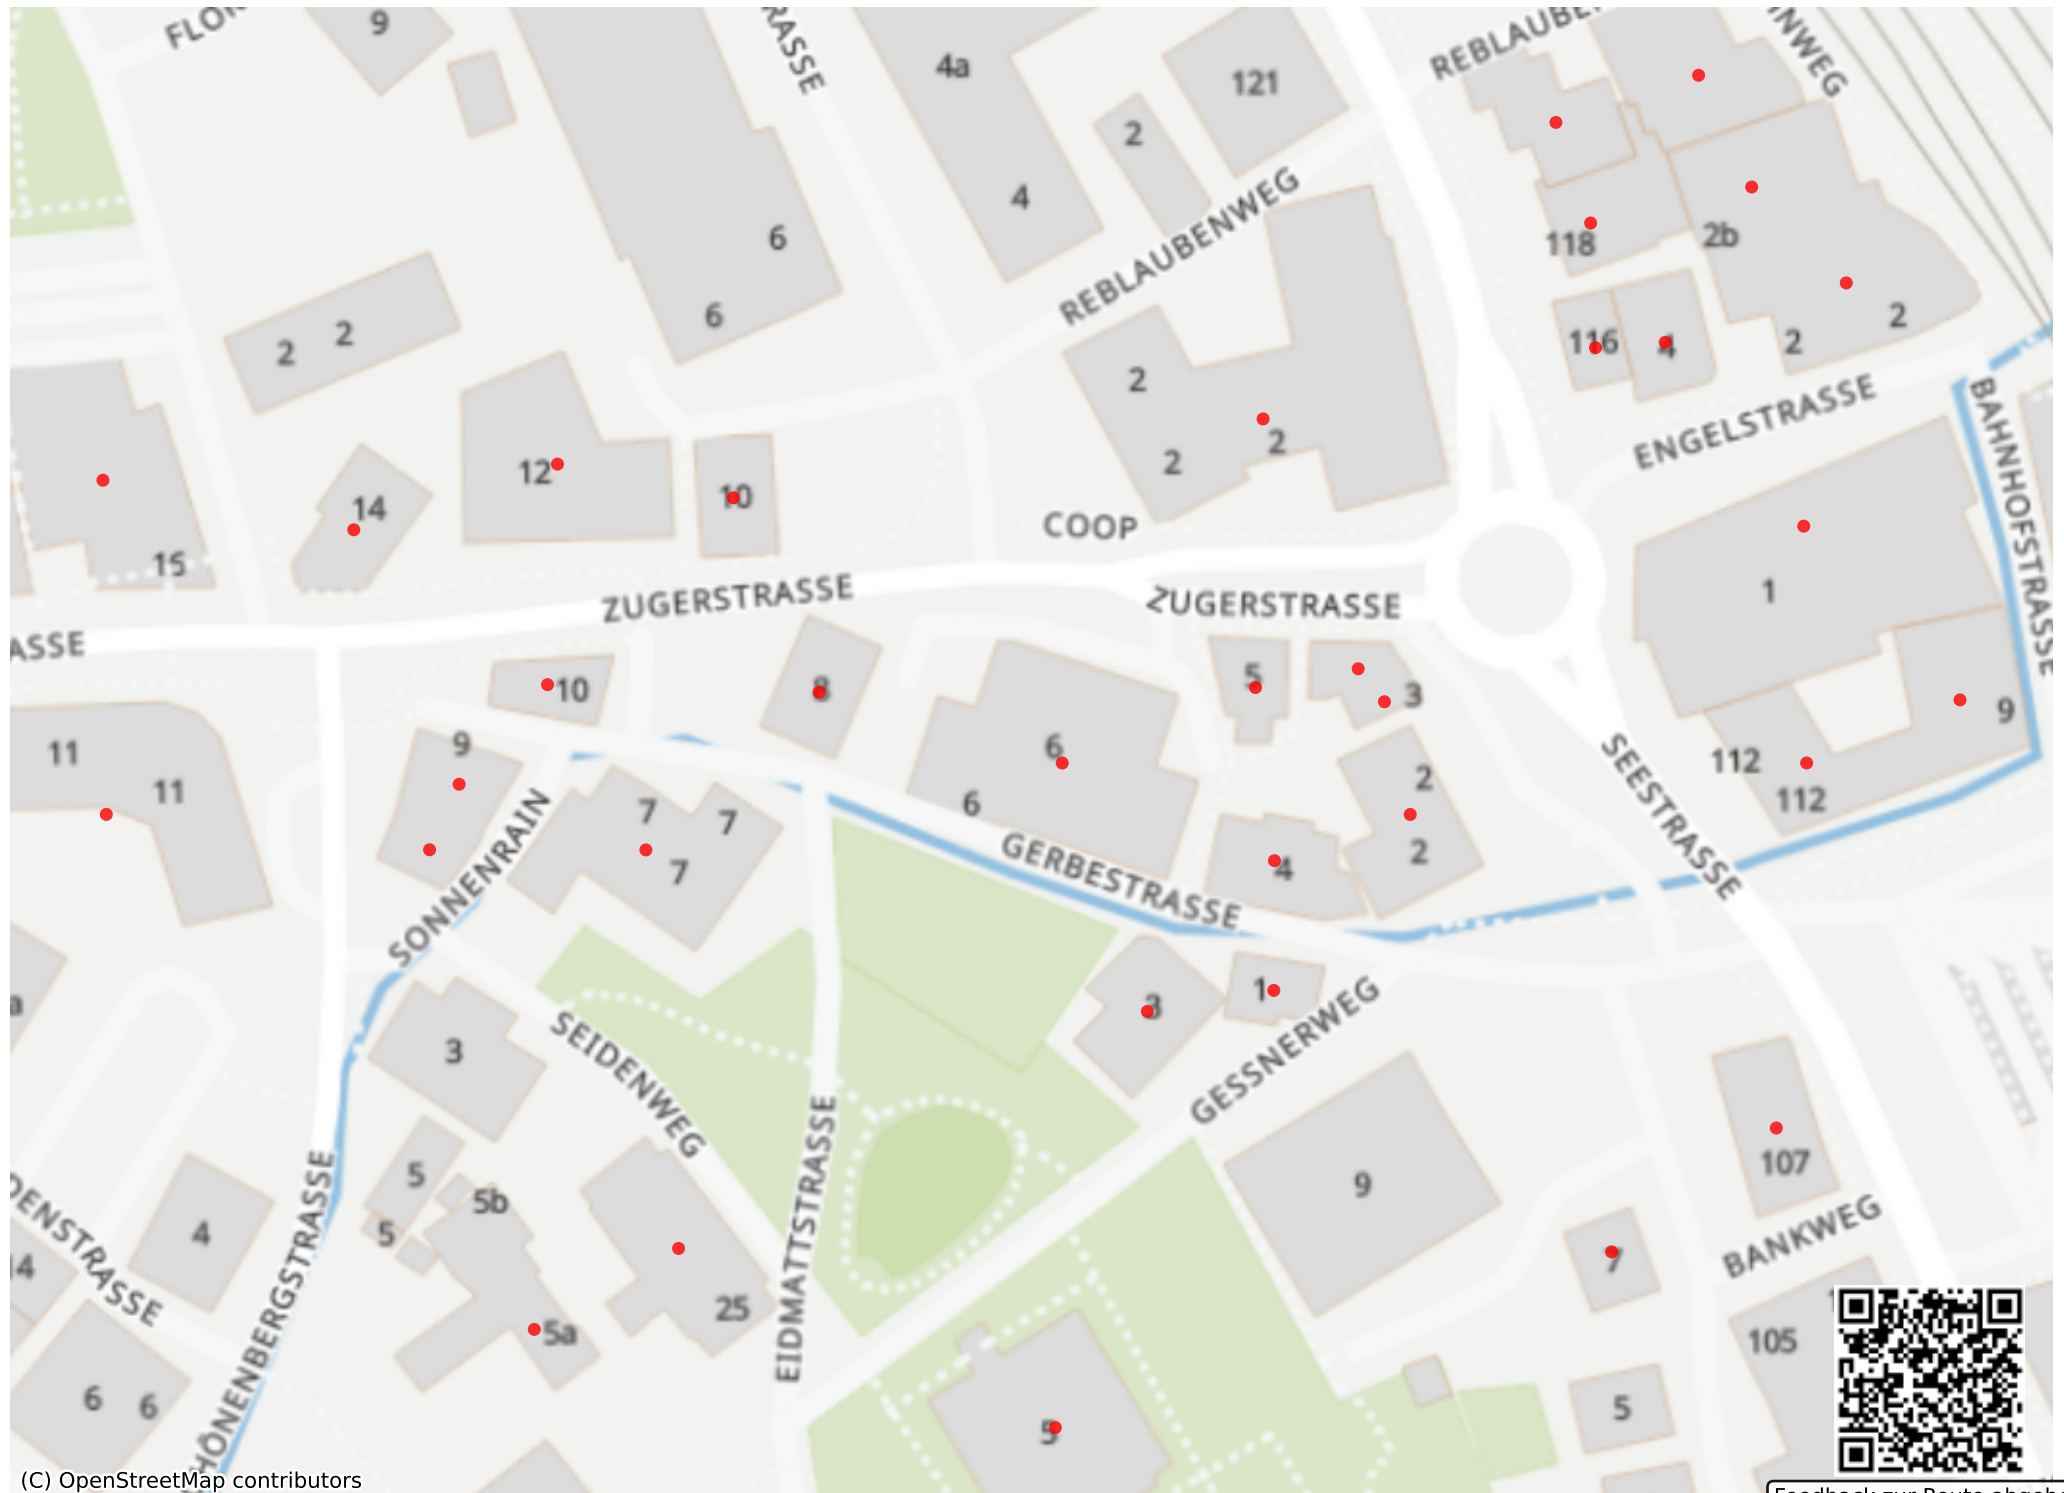 FLOR
9
RASSE
4a
121
REBLAUBEN
NWEG
2
4
6
REBLAUBENWEG
118
2b
2
2
6
116
4
2
2
2
2
2
ENGELSTRASSE
BAHNHOFSTRASSE
14
12
10
COOP
15
1
ZUGERSTRASSE
ZUGERSTRASSE
ASSE
10
8
5
3
9
11
11
9
6
6
7
7
7
2
2
4
112
112
SEESTRASSE
SONNENRAIN
GERBESTRASSE
a
3
SEIDENWEG
3
1
GESSNERWEG
9
107
5
5b
5
4
DENSTRASSE
14
EIDMATTSTRASSE
25
5a
7
BANKWEG
105
HÖNENBERGSTRASSE
6
6
5
5
(C) OpenStreetMap contributors